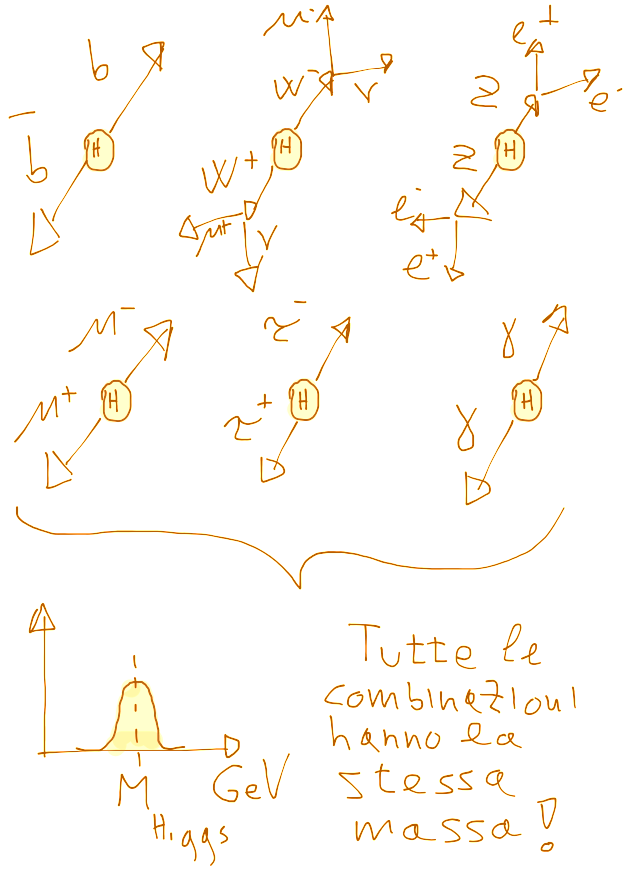 b
b̄
H
μ⁻
W⁻
ν
H
W⁺
μ⁺
ν
e⁺
Z
e⁻
Z
H
e⁻
e⁺
μ⁻
μ⁺
H
τ⁻
τ⁺
H
γ
γ
H
M Higgs
GeV
Tutte le
combinazioni
hanno la
stessa
massa!